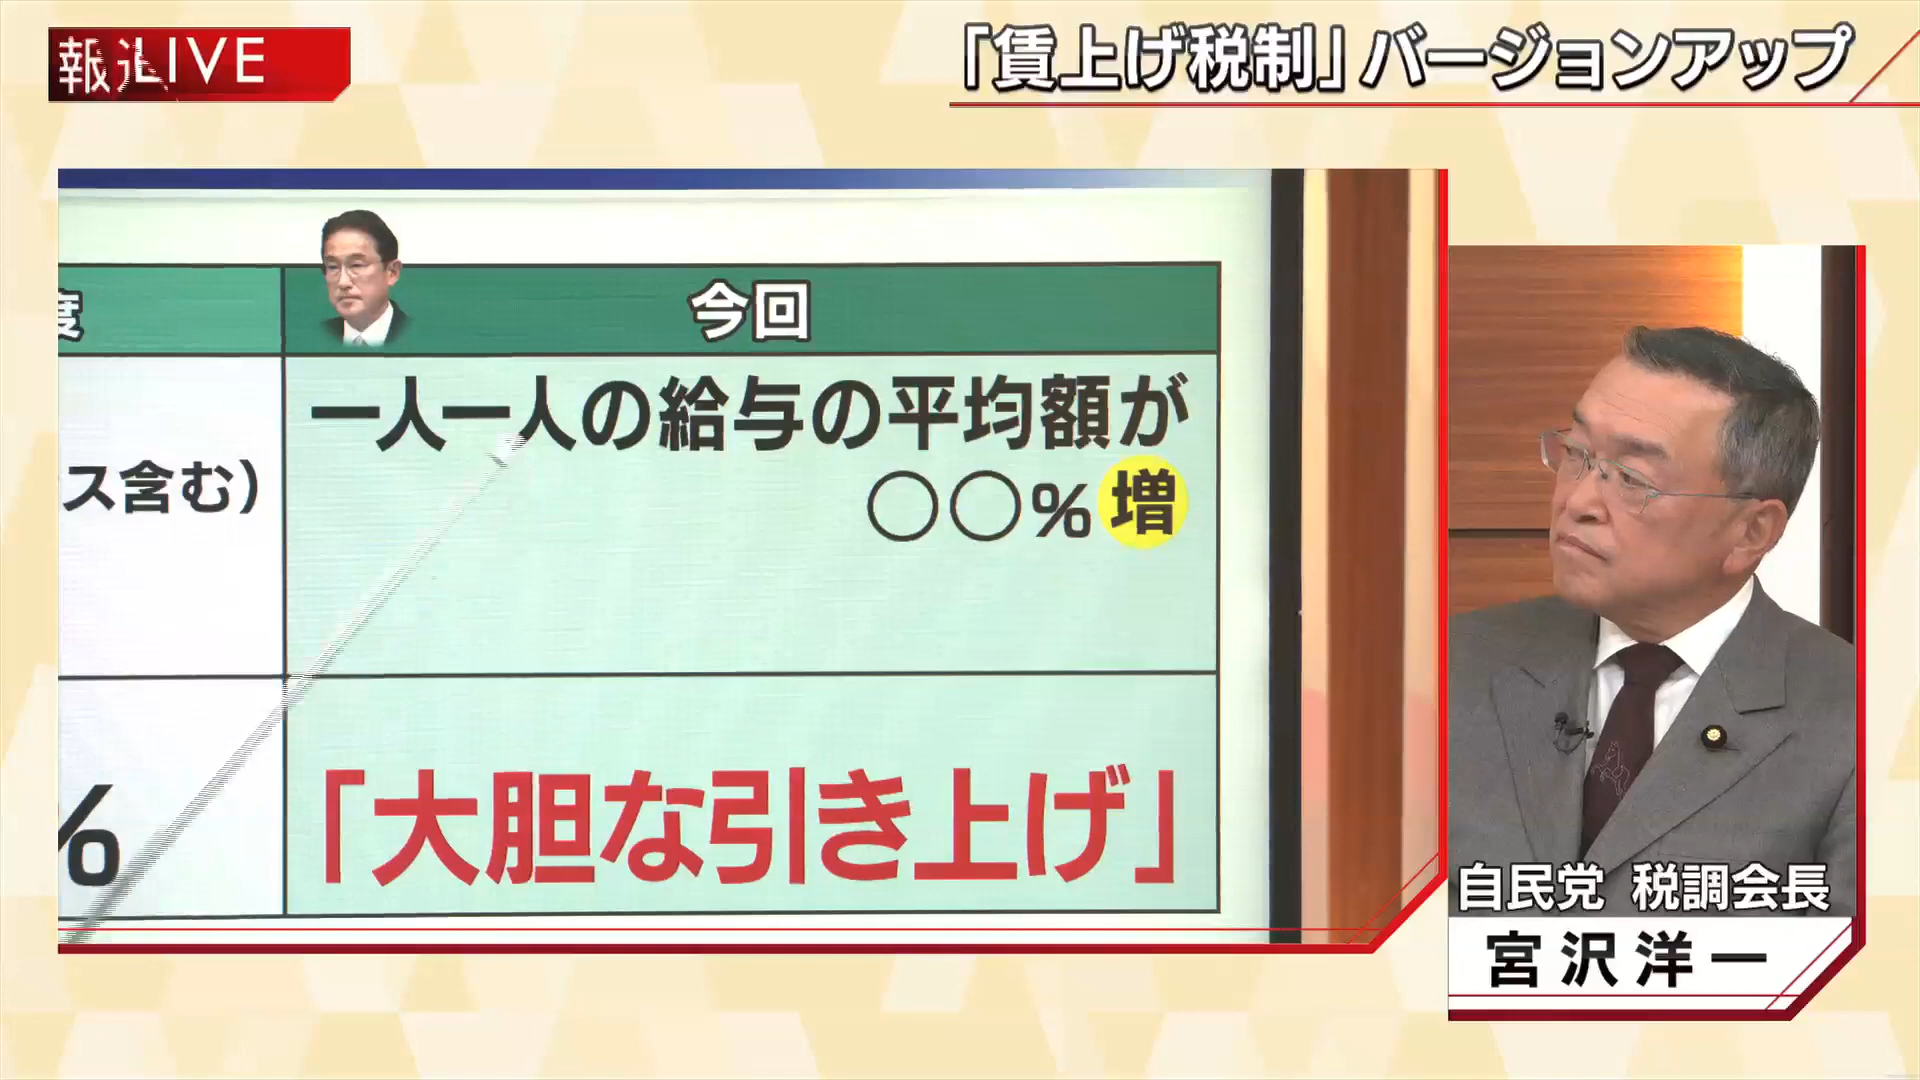 報道LIVE
「賃上げ税制」バージョンアップ
度
今回
ス含む）
一人一人の給与の平均額が
○○%増
%
「大胆な引き上げ」
自民党 税調会長
宮沢洋一